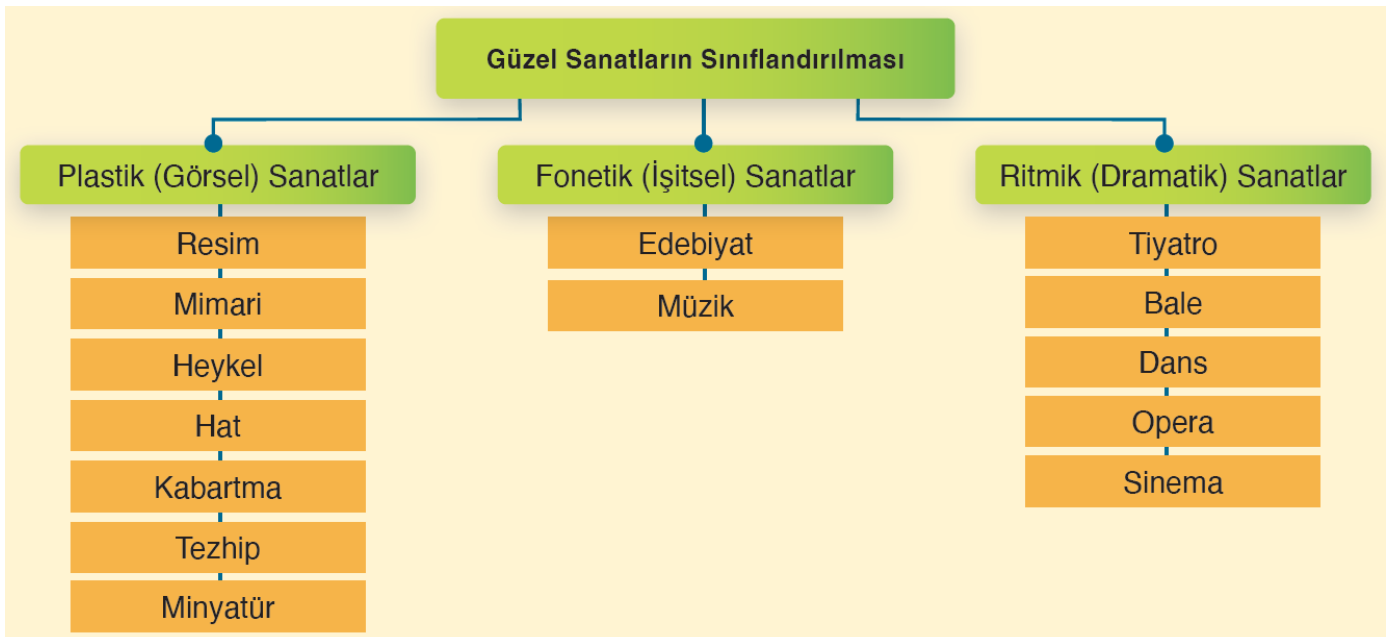 Güzel Sanatların Sınıflandırılması
Plastik (Görsel) Sanatlar
Resim
Mimari
Heykel
Hat
Kabartma
Tezhip
Minyatür
Fonetik (İşitsel) Sanatlar
Edebiyat
Müzik
Ritmik (Dramatik) Sanatlar
Tiyatro
Bale
Dans
Opera
Sinema